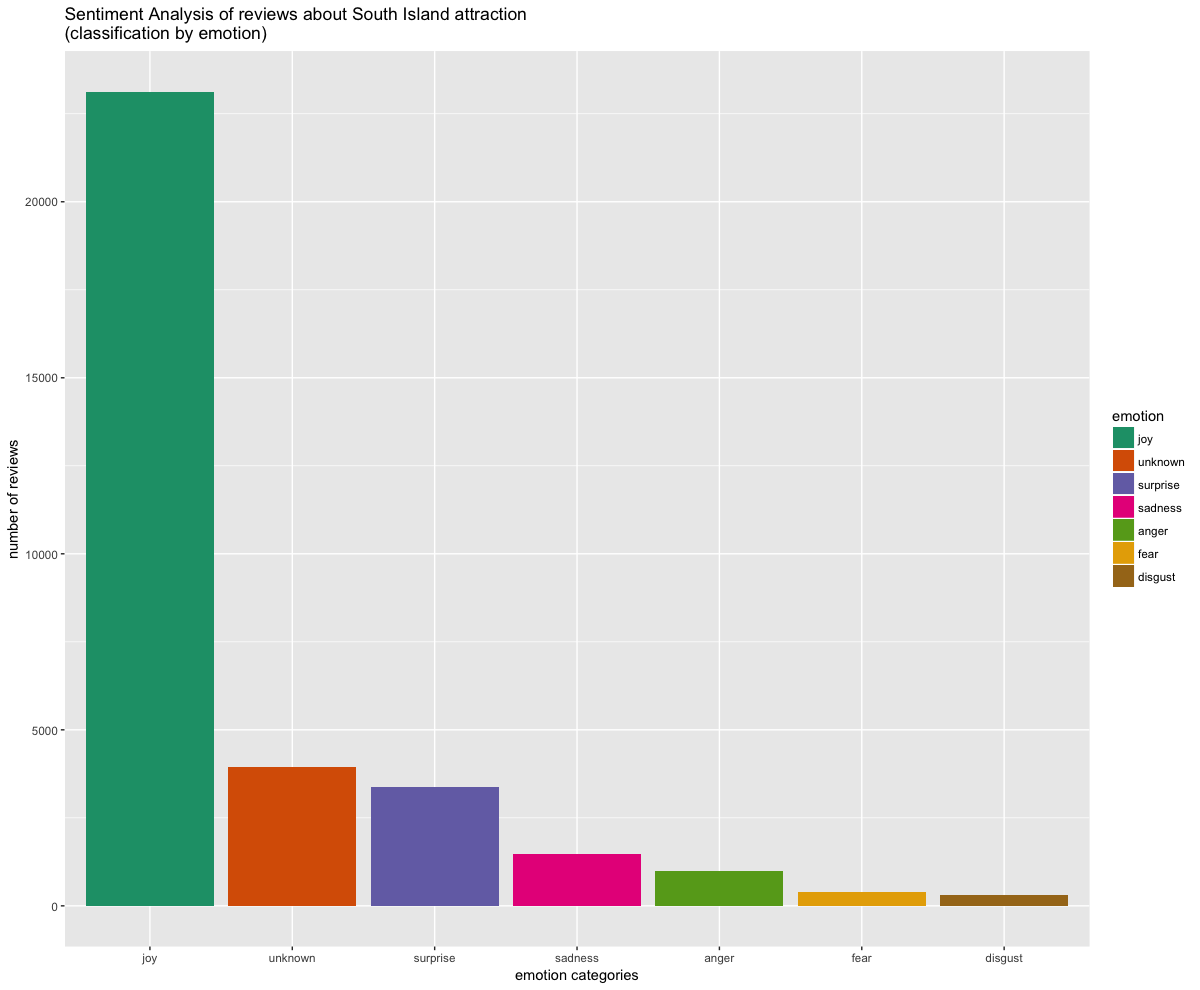 Sentiment Analysis of reviews about South Island attraction
(classification by emotion)
number of reviews
20000
15000
10000
5000
0
joy
unknown
surprise
sadness
anger
fear
disgust
emotion categories
emotion
joy
unknown
surprise
sadness
anger
fear
disgust